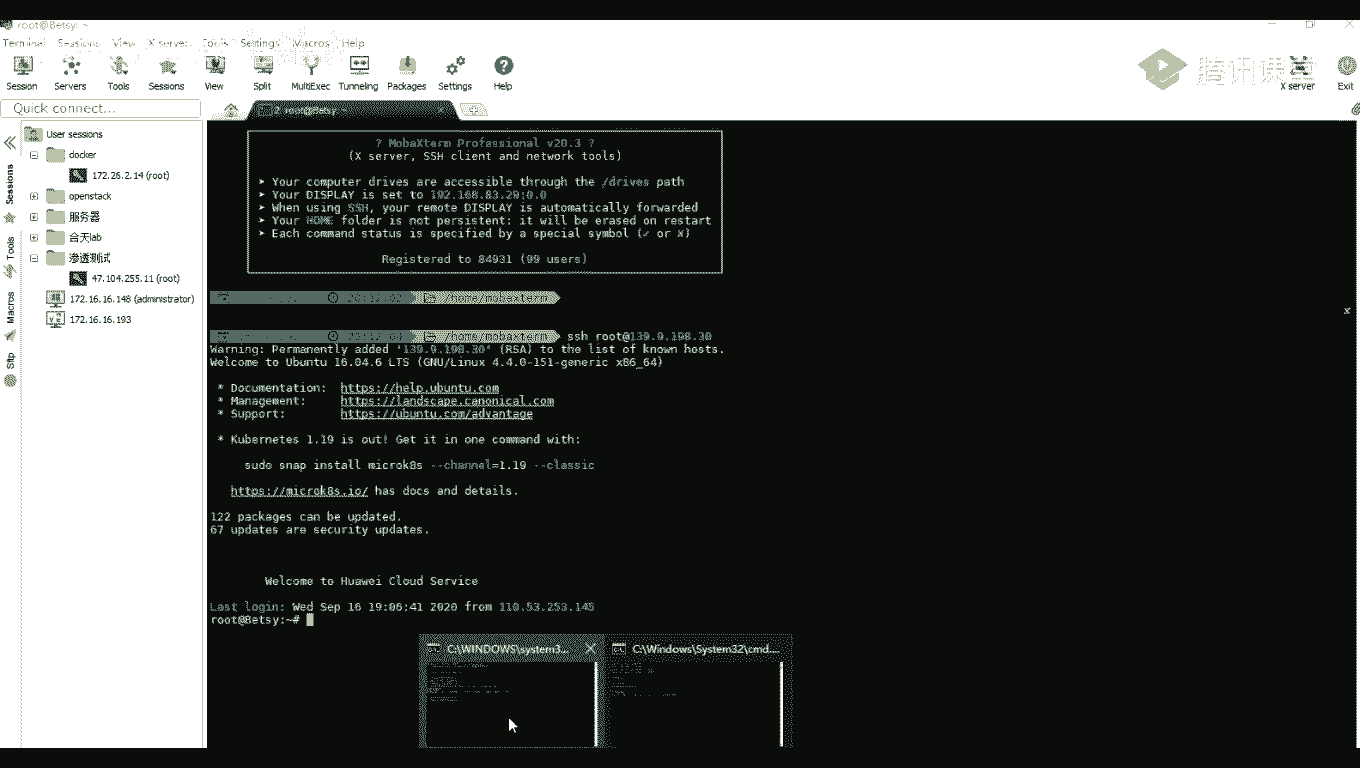 root@Betsy: ~
Terminal Sessions View X server Tools Settings Macros Help
Session Servers Tools Sessions View Split MultiExec Tunneling Packages Settings Help X server Exit
腾讯课堂
Quick connect...
2. root@Betsy: ~
User sessions
docker
172.26.2.14 (root)
openstack
服务器
合天lab
渗透测试
47.104.255.11 (root)
172.16.16.148 (administrator)
172.16.16.193
Sessions
Tools
Macros
Sftp
? MobaXterm Professional v20.3 ?
(X server, SSH client and network tools)
➤ Your computer drives are accessible through the /drives path
➤ Your DISPLAY is set to 192.168.83.29:0.0
➤ When using SSH, your remote DISPLAY is automatically forwarded
➤ Your HOME folder is not persistent: it will be erased on restart
➤ Each command status is specified by a special symbol (✓ or ✗)
Registered to 84931 (99 users)
/home/mobaxterm
/home/mobaxterm ssh root@139.9.198.30
Warning: Permanently added '139.9.198.30' (RSA) to the list of known hosts.
Welcome to Ubuntu 16.04.6 LTS (GNU/Linux 4.4.0-151-generic x86_64)
* Documentation: https://help.ubuntu.com
* Management: https://landscape.canonical.com
* Support: https://ubuntu.com/advantage
* Kubernetes 1.19 is out! Get it in one command with:
sudo snap install microk8s --channel=1.19 --classic
https://microk8s.io/ has docs and details.
122 packages can be updated.
67 updates are security updates.
Welcome to Huawei Cloud Service
Last login: Wed Sep 16 19:06:41 2020 from 110.53.253.145
root@Betsy:~#
C:\WINDOWS\system3... C:\Windows\System32\cmd....